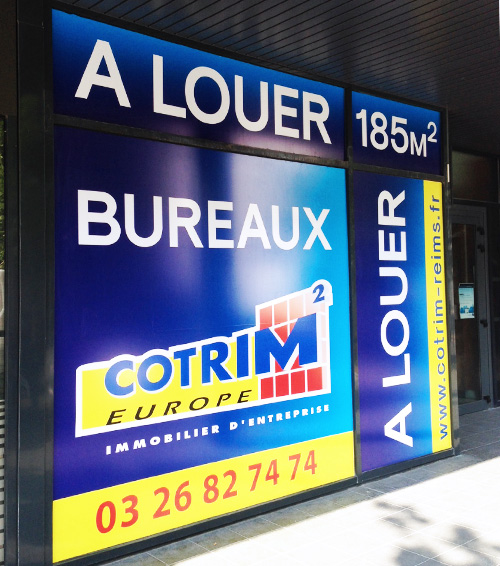 A LOUER
185M²
BUREAUX
COTRIM²
EUROPE
IMMOBILIER D'ENTREPRISE
03 26 82 74 74
A LOUER
www.cotrim-reims.fr